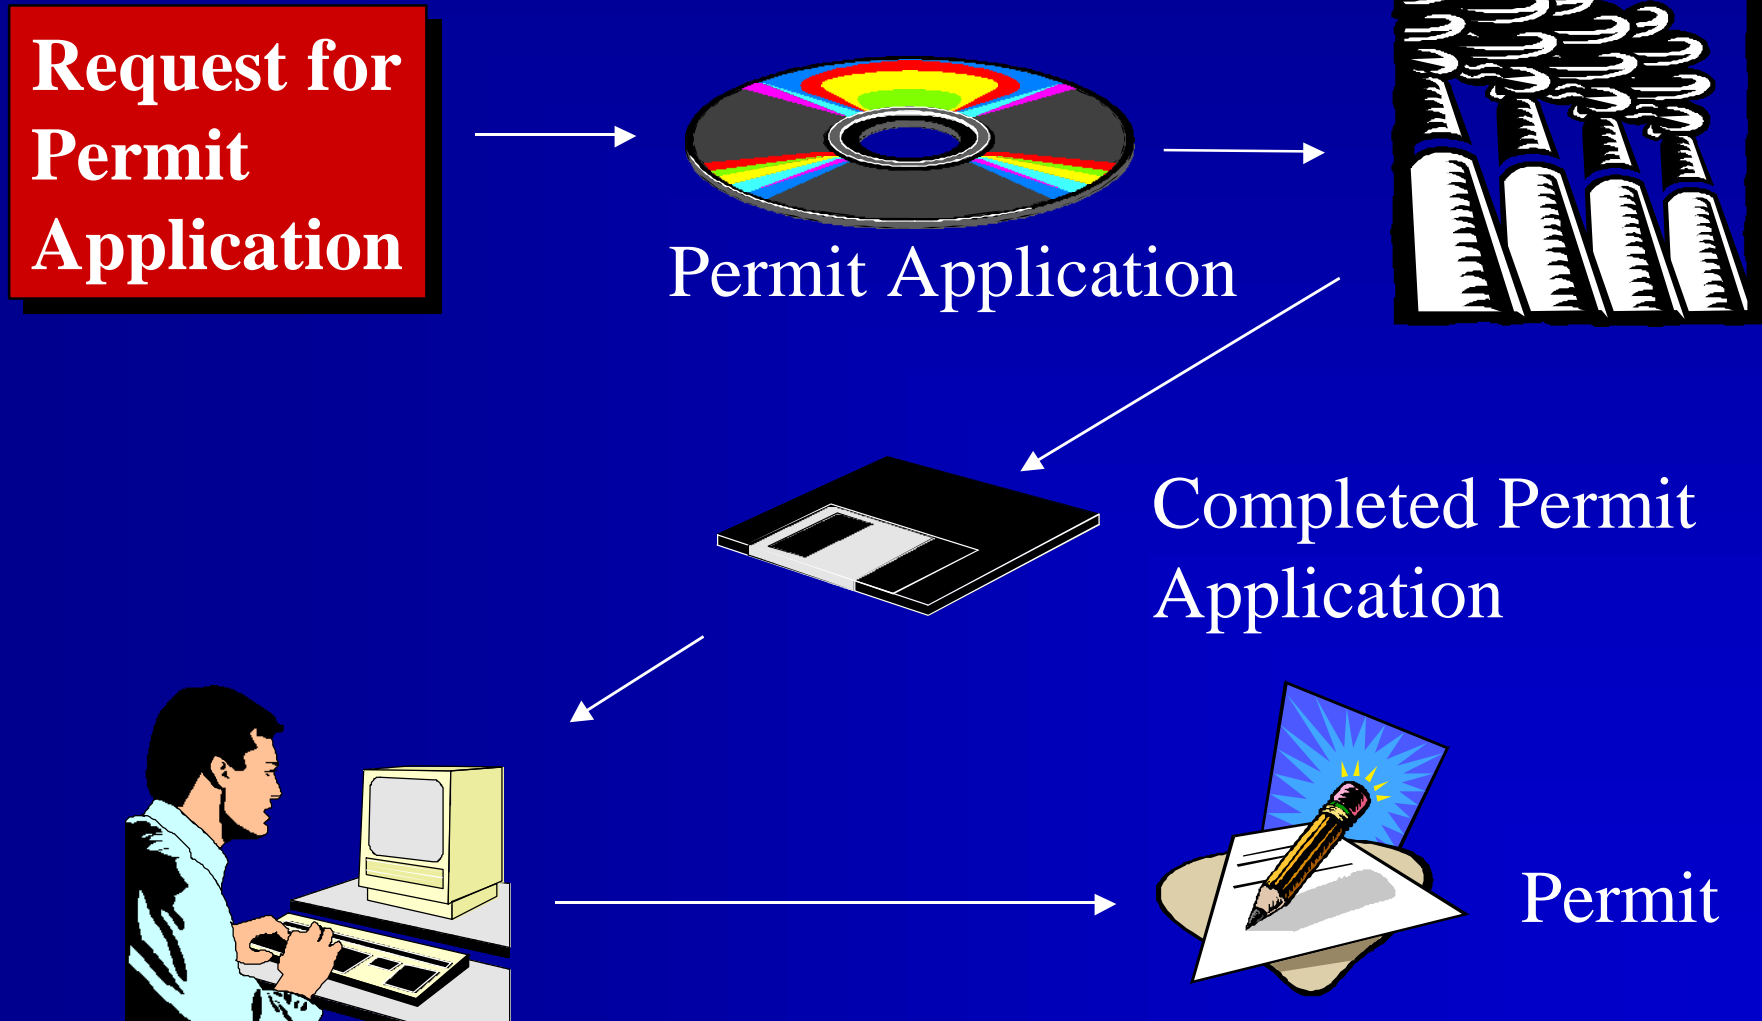 Request for
Permit
Application
Permit Application
Completed Permit
Application
Permit